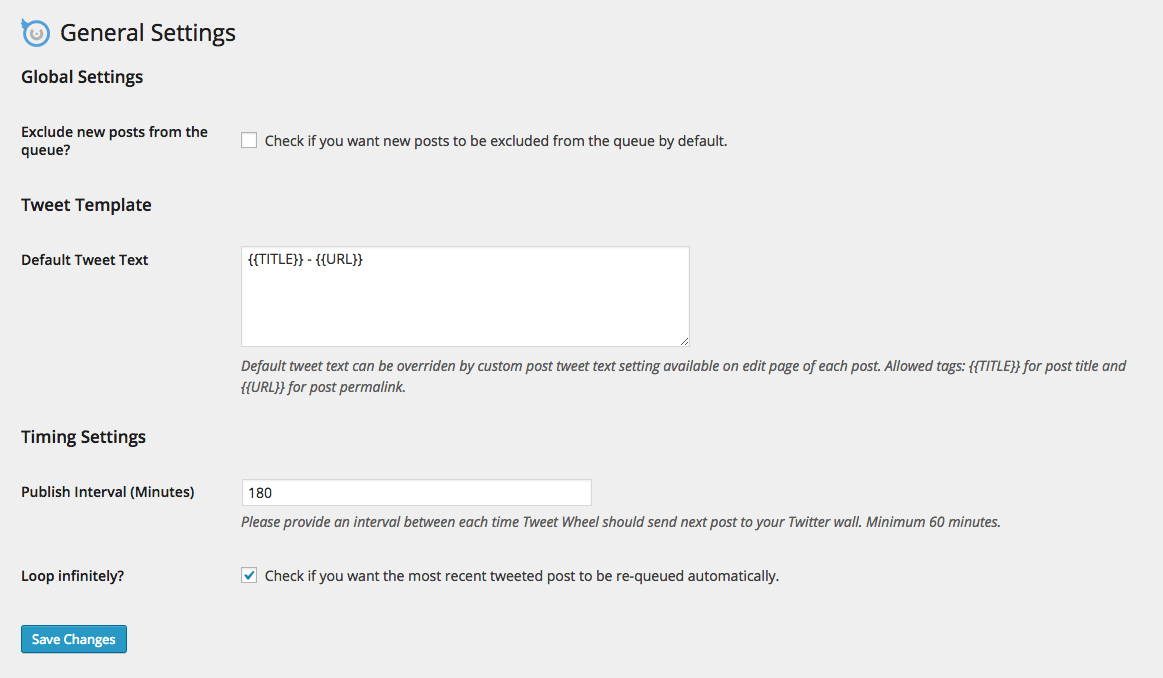 General Settings
Global Settings
Exclude new posts from the
queue?
Check if you want new posts to be excluded from the queue by default.
Tweet Template
Default Tweet Text
{{TITLE}} - {{URL}}
Default tweet text can be overriden by custom post tweet text setting available on edit page of each post. Allowed tags: {{TITLE}} for post title and
{{URL}} for post permalink.
Timing Settings
Publish Interval (Minutes)
180
Please provide an interval between each time Tweet Wheel should send next post to your Twitter wall. Minimum 60 minutes.
Loop infinitely?
Check if you want the most recent tweeted post to be re-queued automatically.
Save Changes